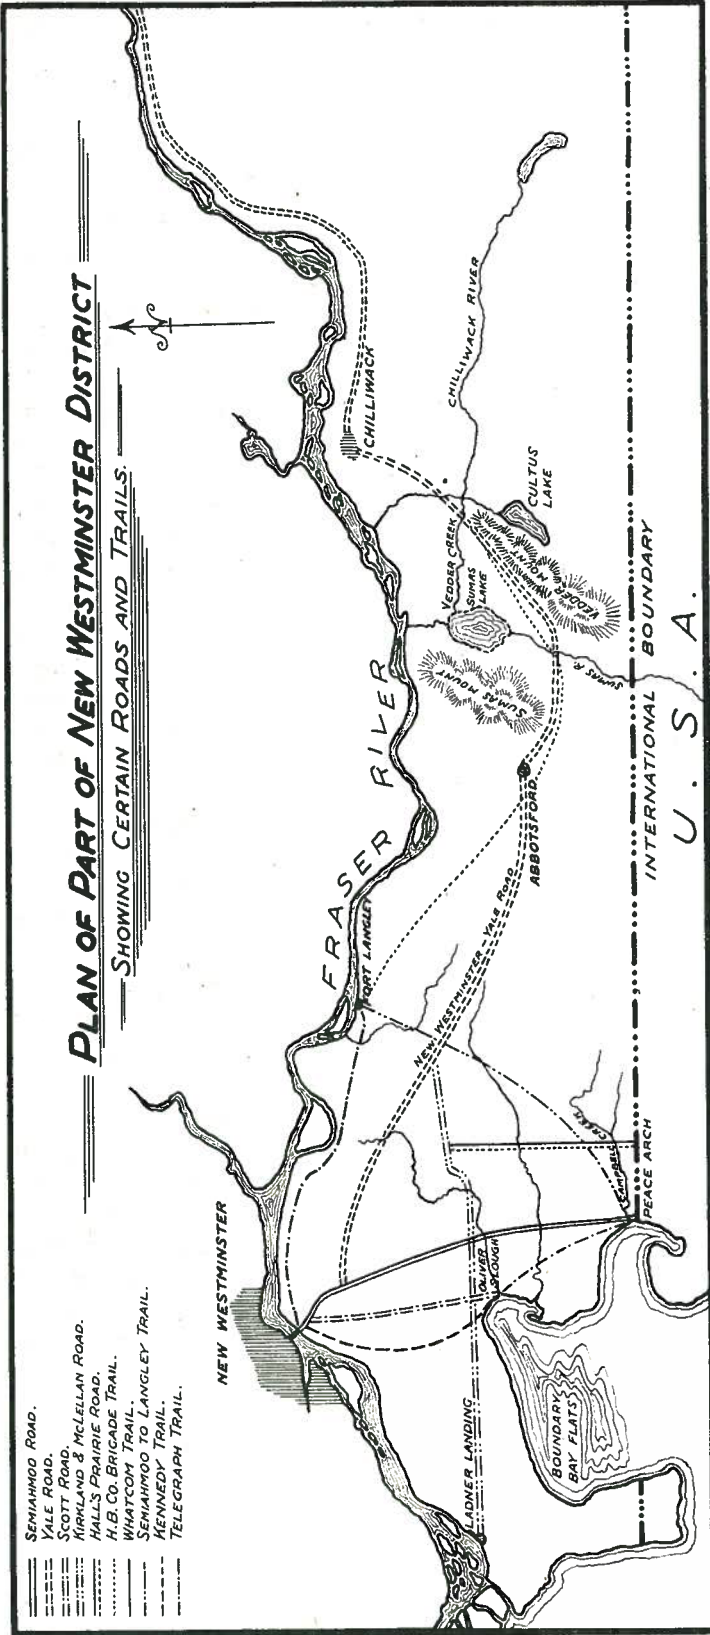 PLAN OF PART OF NEW WESTMINSTER DISTRICT
SHOWING CERTAIN ROADS AND TRAILS.
SEMIAHMOO ROAD.
YALE ROAD.
SCOTT ROAD.
KIRKLAND & MCLELLAN ROAD.
HALL'S PRAIRIE ROAD.
H.B.CO. BRIGADE TRAIL.
WHATCOM TRAIL.
SEMIAHMOO TO LANGLEY TRAIL.
KENNEDY TRAIL.
TELEGRAPH TRAIL.
N
NEW WESTMINSTER
LADNER LANDING
BOUNDARY
BAY FLATS
OLIVER
SLOUGH
CAMPBELL
CREEK
PEACE ARCH
FORT LANGLEY
FRASER RIVER
NEW WESTMINSTER - YALE ROAD
ABBOTSFORD
SUMAS MOUNT
SUMAS
LAKE
VEDDER CREEK
VEDDER MOUNT
VEDDER MOUNT
SUMAS R.
CULTUS
LAKE
CHILLIWACK
CHILLIWACK RIVER
INTERNATIONAL BOUNDARY
U. S. A.